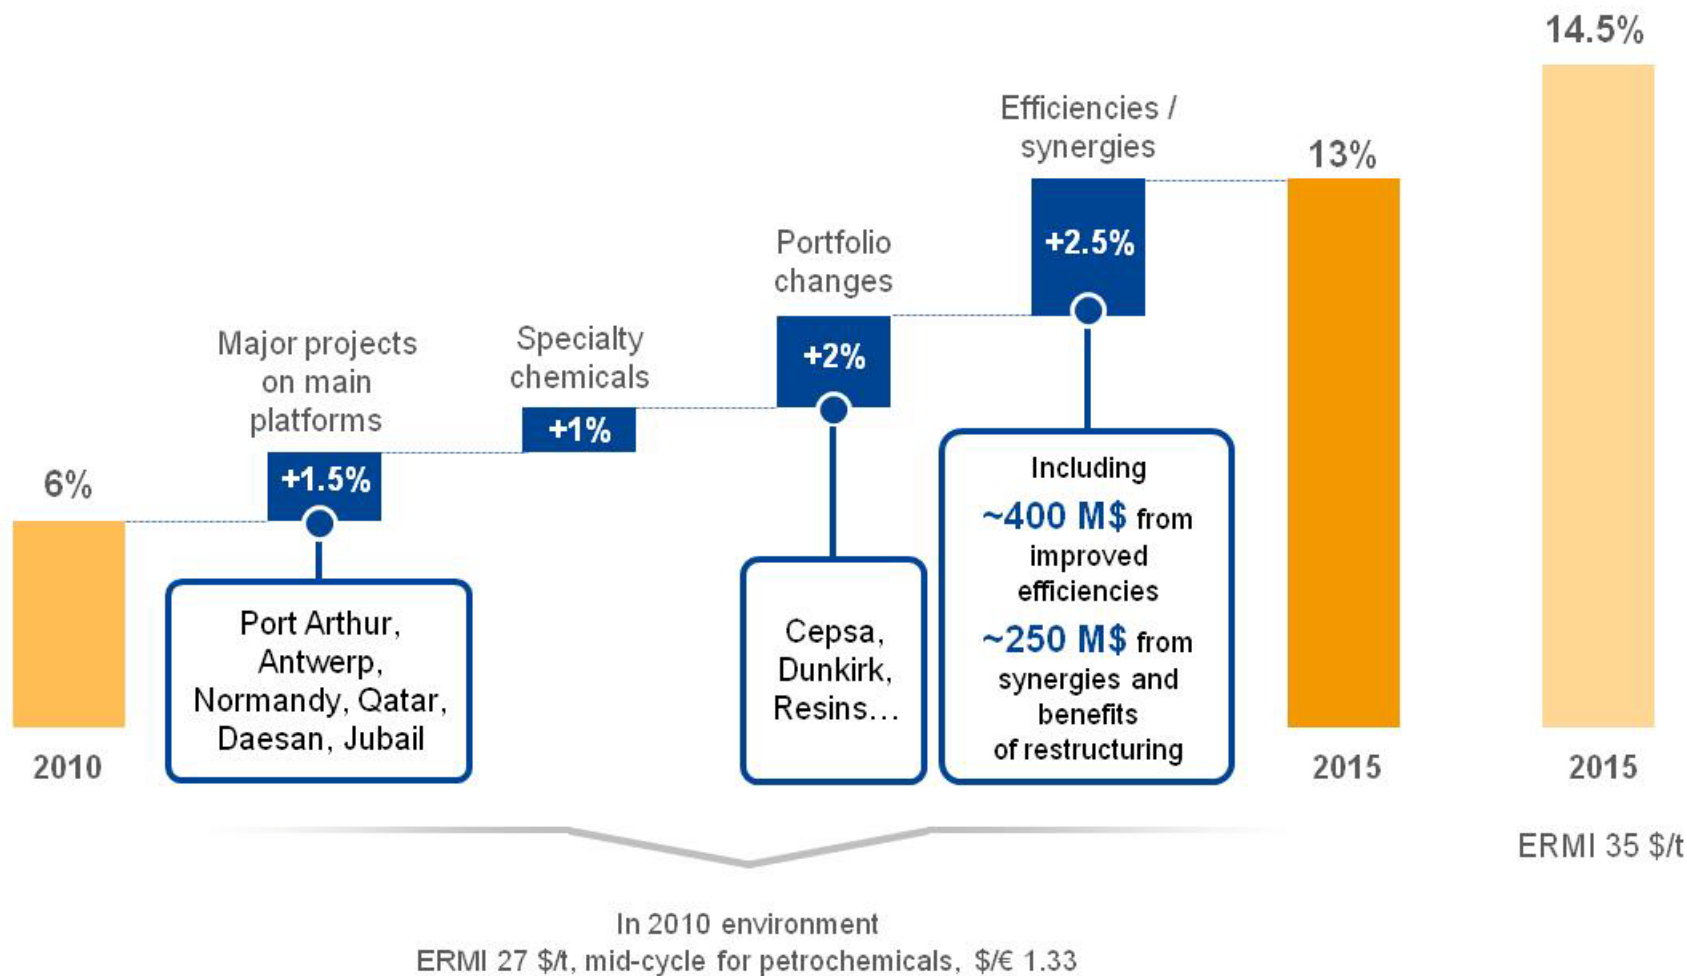 14.5%
Efficiencies /
synergies
13%
+2.5%
Portfolio
changes
+2%
Specialty
chemicals
+1%
Major projects
on main
platforms
+1.5%
6%
Port Arthur,
Antwerp,
Normandy, Qatar,
Daesan, Jubail
Cepsa,
Dunkirk,
Resins…
Including
~400 M$ from
improved
efficiencies
~250 M$ from
synergies and
benefits
of restructuring
2010
2015
2015
ERMI 35 $/t
In 2010 environment
ERMI 27 $/t, mid-cycle for petrochemicals, $/€ 1.33